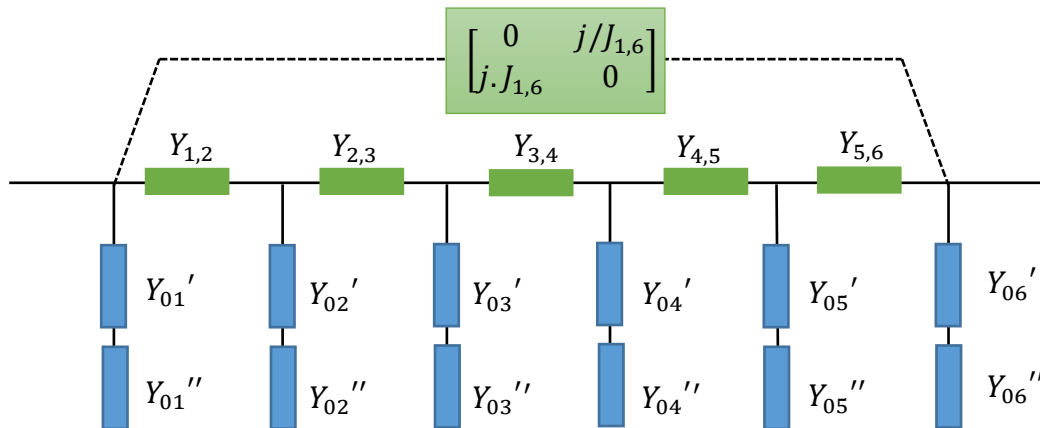 0 j/J₁,₆
j.J₁,₆ 0
Y₁,₂ Y₂,₃ Y₃,₄ Y₄,₅ Y₅,₆
Y₀₁′ Y₀₂′ Y₀₃′ Y₀₄′ Y₀₅′ Y₀₆′
Y₀₁′′ Y₀₂′′ Y₀₃′′ Y₀₄′′ Y₀₅′′ Y₀₆′′